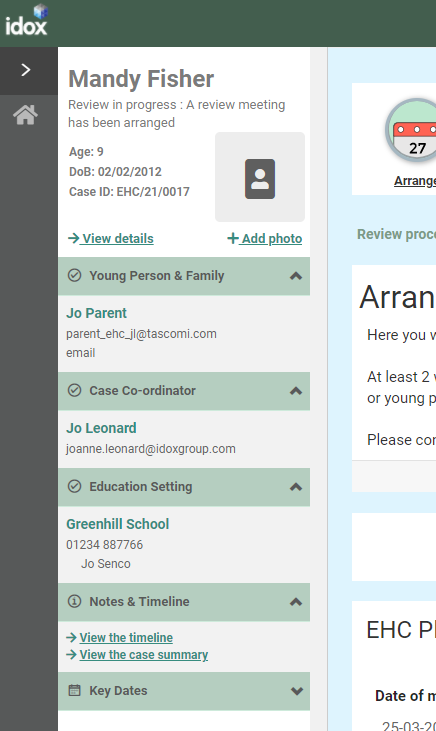 idox
Mandy Fisher
Review in progress : A review meeting
has been arranged
Age: 9
DoB: 02/02/2012
Case ID: EHC/21/0017
View details
Add photo
Young Person & Family
Jo Parent
parent_ehc_jl@tascomi.com
email
Case Co-ordinator
Jo Leonard
joanne.leonard@idoxgroup.com
Education Setting
Greenhill School
01234 887766
Jo Senco
Notes & Timeline
View the timeline
View the case summary
Key Dates
27
Arrange
Review proc
Arran
Here you w
At least 2 w
or young p
Please con
EHC Pl
Date of m
25-03-20